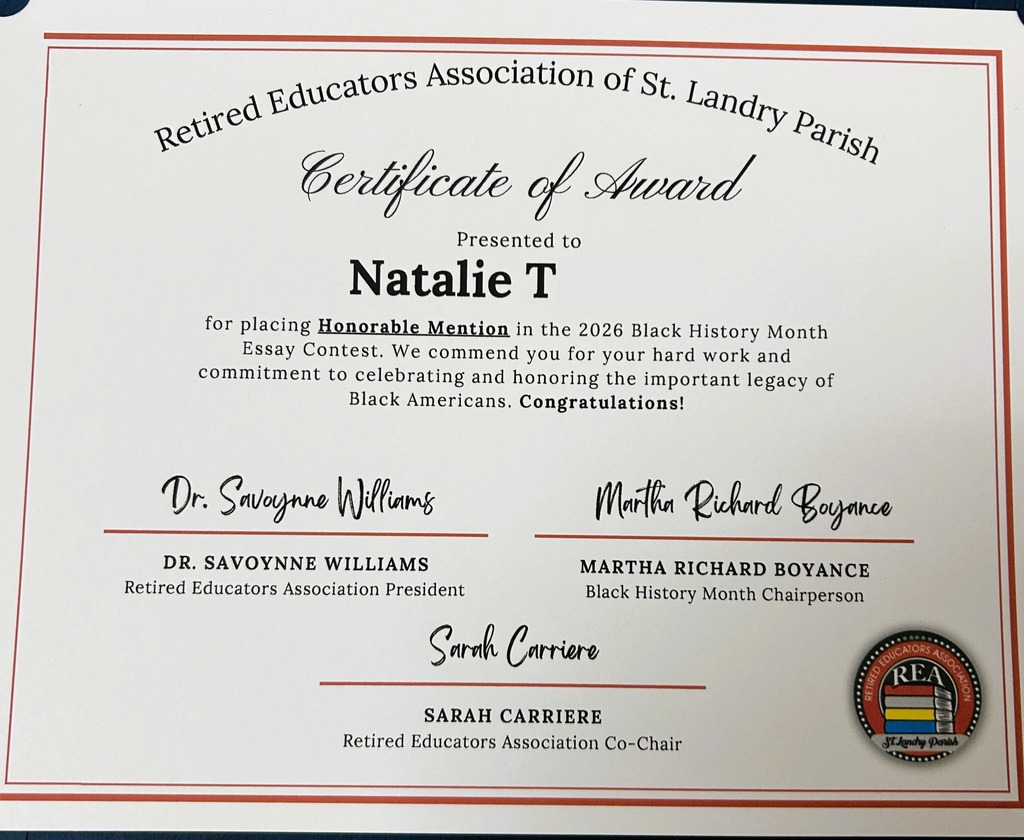 Retired Educators Association of St. Landry Parish
Certificate of Award
Presented to
Natalie T
for placing Honorable Mention in the 2026 Black History Month
Essay Contest. We commend you for your hard work and
commitment to celebrating and honoring the important legacy of
Black Americans. Congratulations!
Dr. Savoynne Williams
DR. SAVOYNNE WILLIAMS
Retired Educators Association President
Martha Richard Boyance
MARTHA RICHARD BOYANCE
Black History Month Chairperson
Sarah Carriere
SARAH CARRIERE
Retired Educators Association Co-Chair
RETIRED EDUCATORS ASSOCIATION
REA
St. Landry Parish